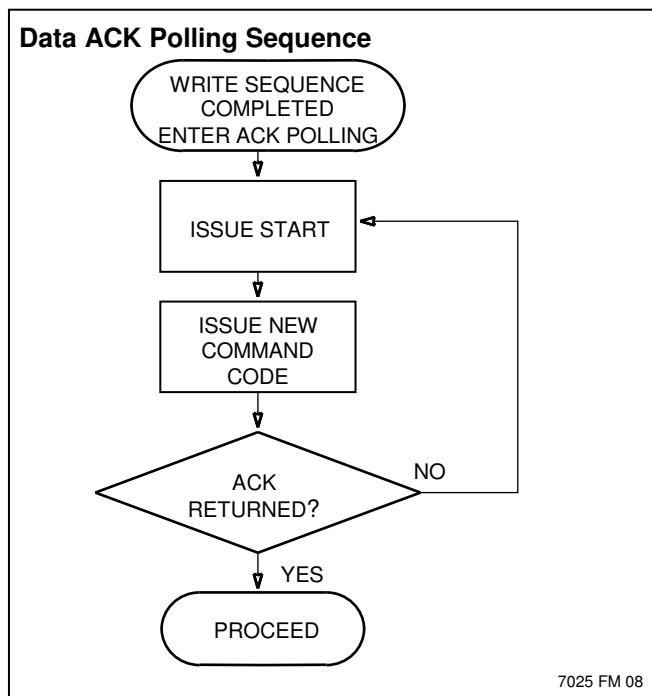 Data ACK Polling Sequence
WRITE SEQUENCE
COMPLETED
ENTER ACK POLLING
ISSUE START
ISSUE NEW
COMMAND
CODE
ACK
RETURNED?
NO
YES
PROCEED
7025 FM 08